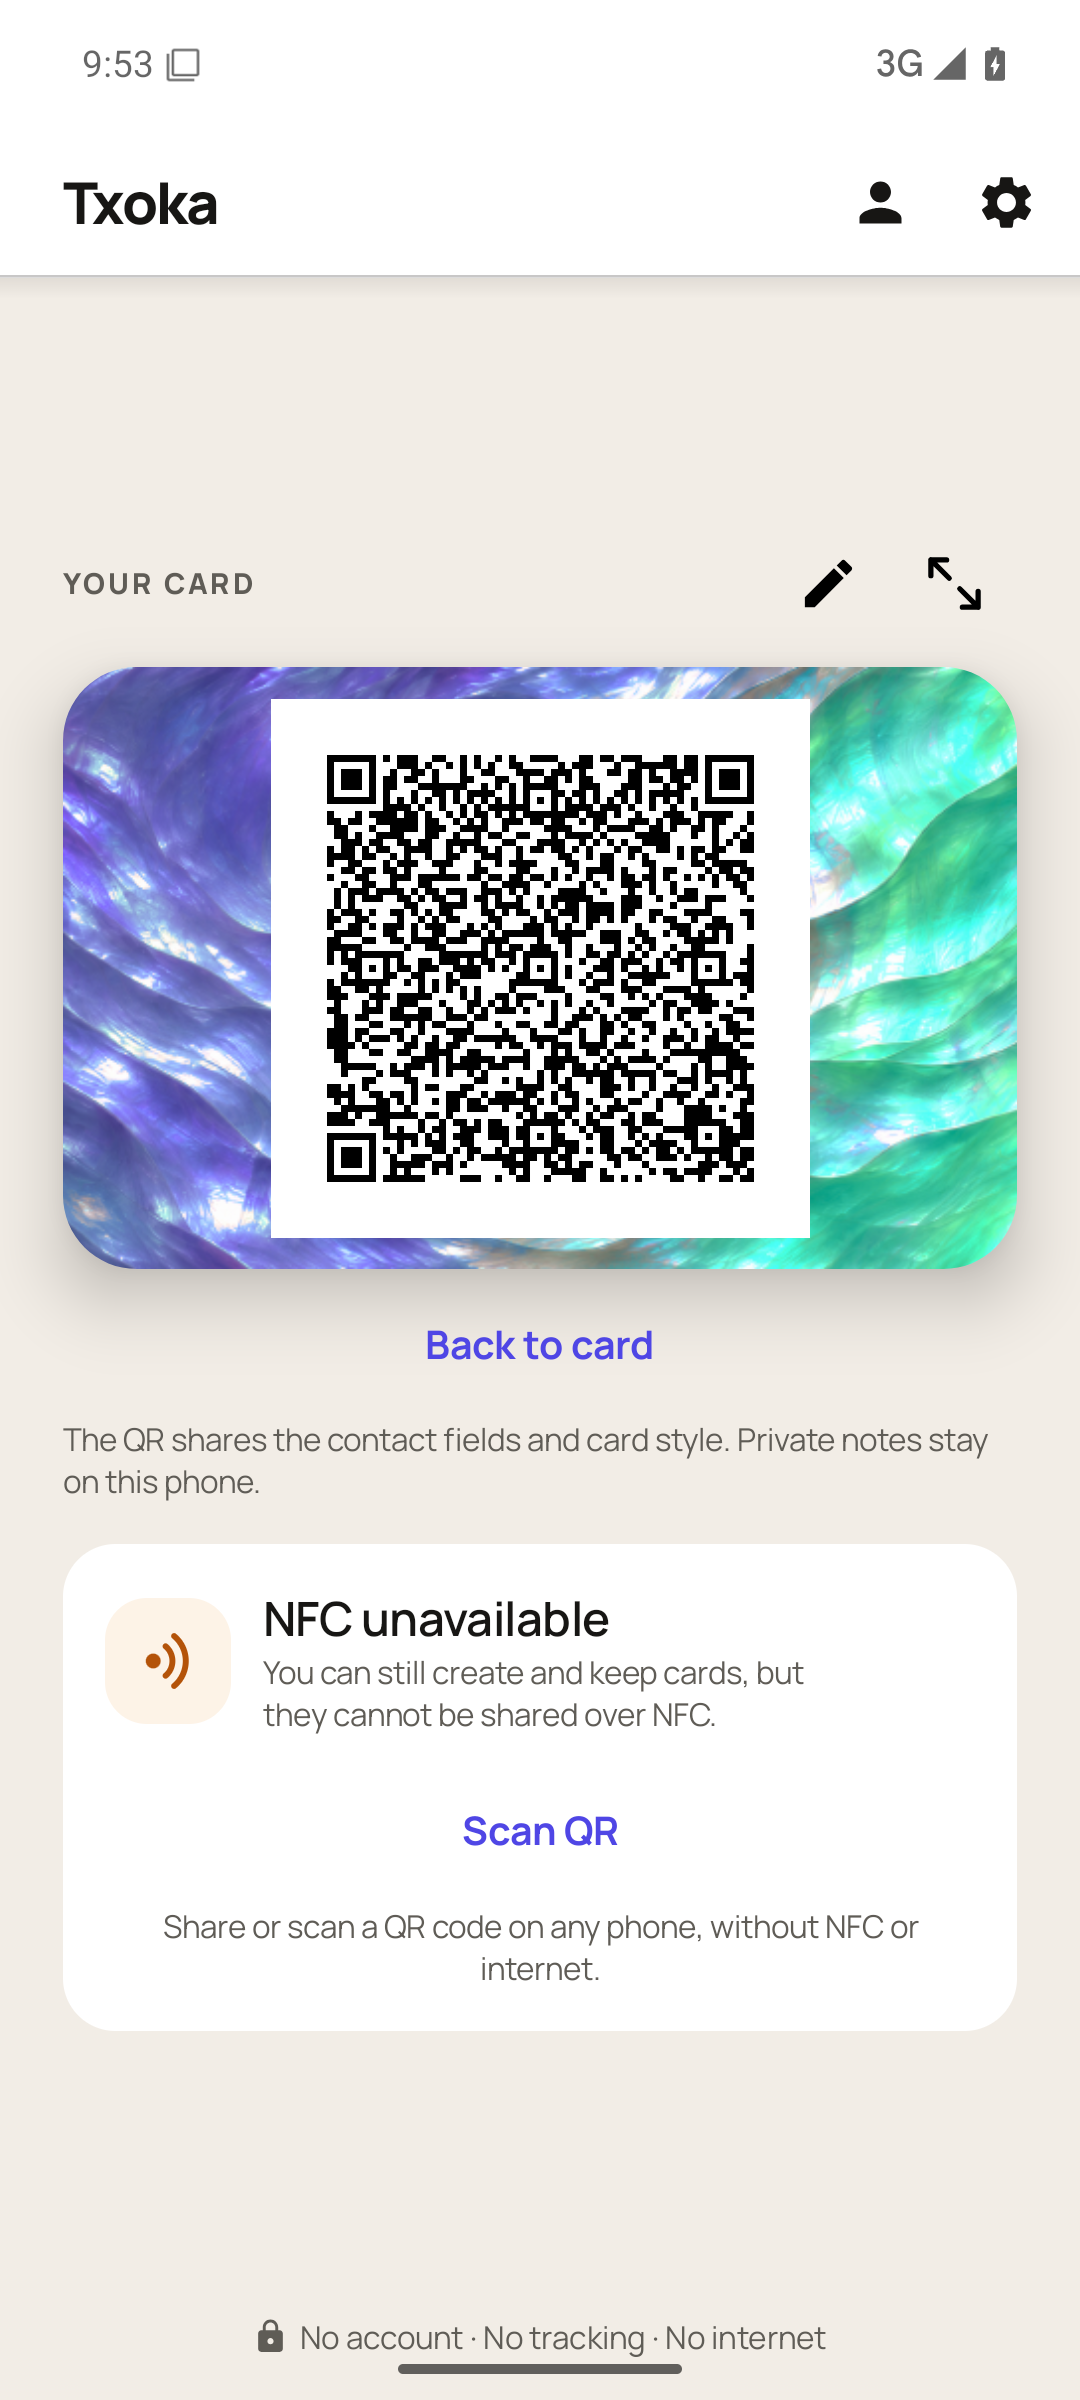 9:53
3G
Txoka
YOUR CARD
Back to card
The QR shares the contact fields and card style. Private notes stay
on this phone.
NFC unavailable
You can still create and keep cards, but
they cannot be shared over NFC.
Scan QR
Share or scan a QR code on any phone, without NFC or
internet.
No account · No tracking · No internet